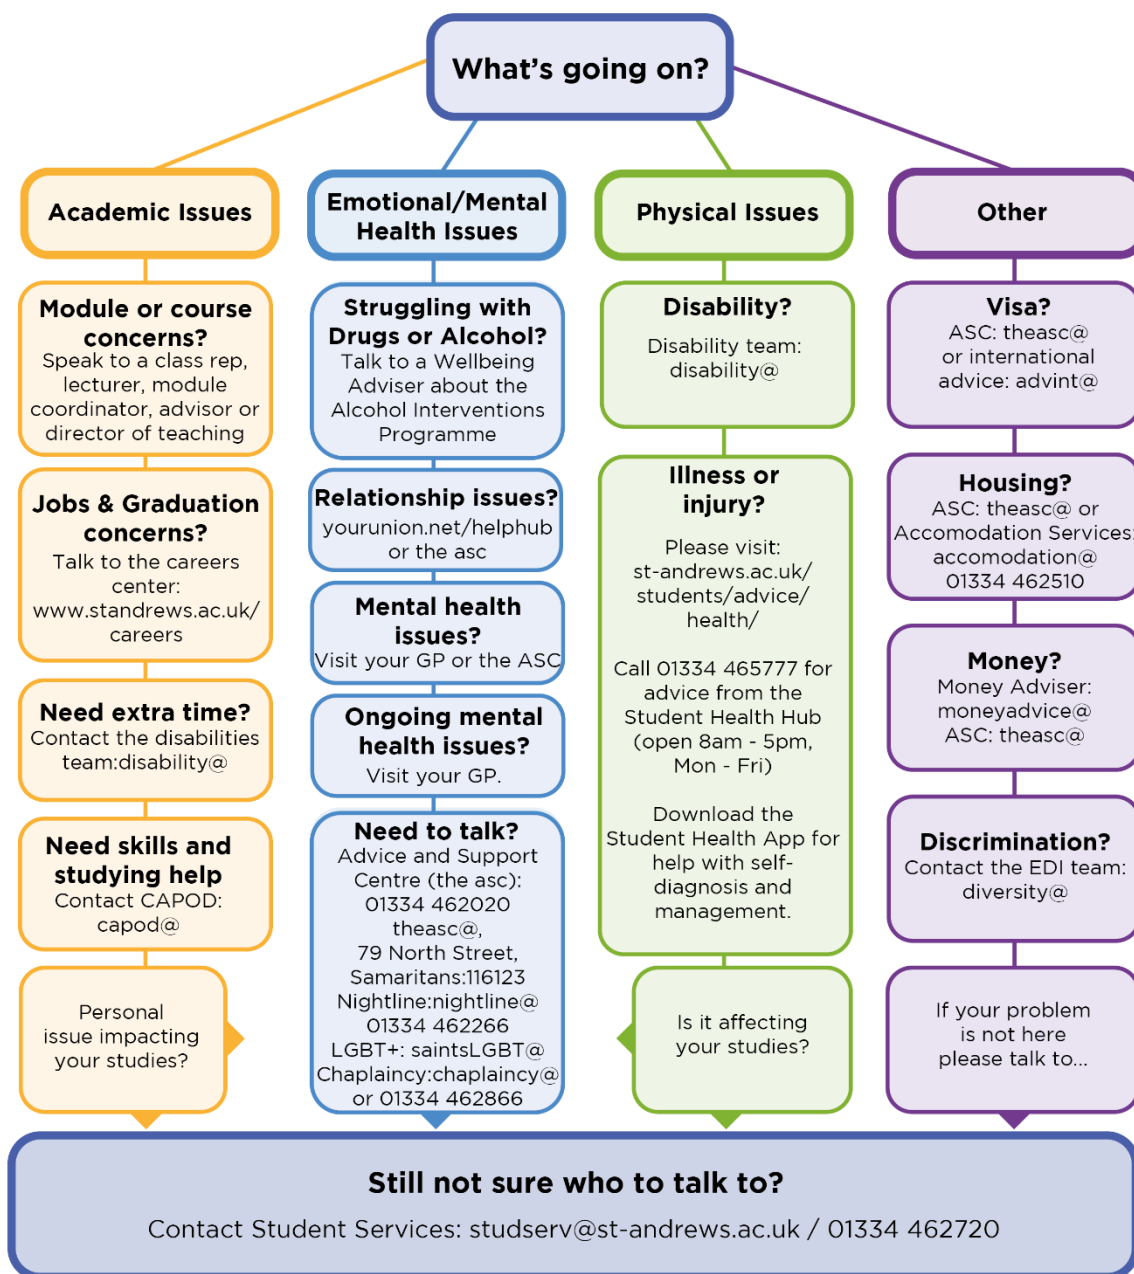 What's going on?
Academic Issues
Module or course
concerns?
Speak to a class rep,
lecturer, module
coordinator, advisor or
director of teaching
Jobs & Graduation
concerns?
Talk to the careers
center:
www.standrews.ac.uk/
careers
Need extra time?
Contact the disabilities
team:disability@
Need skills and
studying help
Contact CAPOD:
capod@
Personal
issue impacting
your studies?
Emotional/Mental
Health Issues
Struggling with
Drugs or Alcohol?
Talk to a Wellbeing
Adviser about the
Alcohol Interventions
Programme
Relationship issues?
yourunion.net/helphub
or the asc
Mental health
issues?
Visit your GP or the ASC
Ongoing mental
health issues?
Visit your GP.
Need to talk?
Advice and Support
Centre (the asc):
01334 462020
theasc@,
79 North Street,
Samaritans:116123
Nightline:nightline@
01334 462266
LGBT+: saintsLGBT@
Chaplaincy:chaplaincy@
or 01334 462866
Physical Issues
Disability?
Disability team:
disability@
Illness or
injury?
Please visit:
st-andrews.ac.uk/
students/advice/
health/
Call 01334 465777 for
advice from the
Student Health Hub
(open 8am - 5pm,
Mon - Fri)
Download the
Student Health App for
help with self-
diagnosis and
management.
Is it affecting
your studies?
Other
Visa?
ASC: theasc@
or international
advice: advint@
Housing?
ASC: theasc@ or
Accomodation Services:
accomodation@
01334 462510
Money?
Money Adviser:
moneyadvice@
ASC: theasc@
Discrimination?
Contact the EDI team:
diversity@
If your problem
is not here
please talk to...
Still not sure who to talk to?
Contact Student Services: studserv@st-andrews.ac.uk / 01334 462720